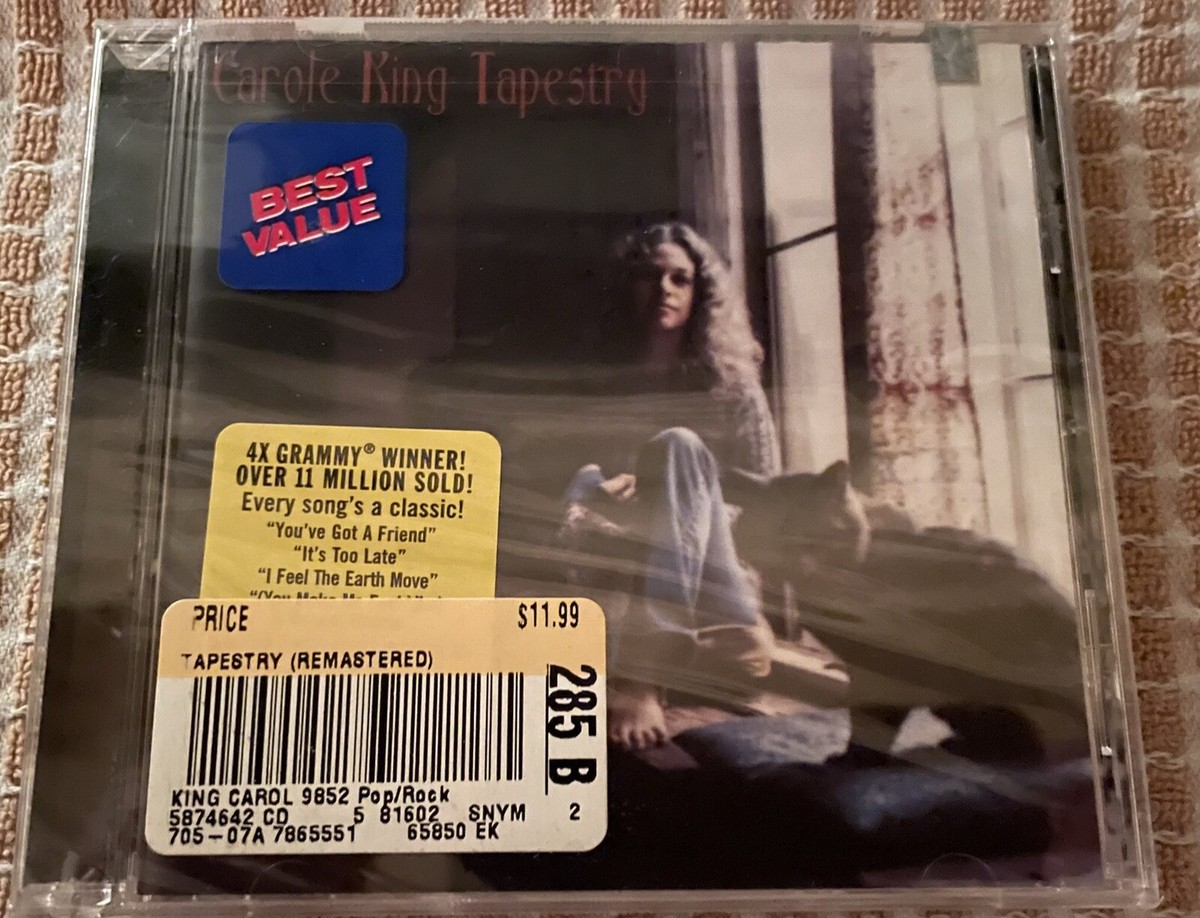 Carole King Tapestry
BEST
VALUE
4X GRAMMY® WINNER!
OVER 11 MILLION SOLD!
Every song's a classic!
"You've Got A Friend"
"It's Too Late"
"I Feel The Earth Move"
PRICE $11.99
TAPESTRY (REMASTERED)
285 B
KING CAROL 9852 Pop/Rock
5874642 CD 5 81602 SNYM 2
705-07A 7865551 65850 EK